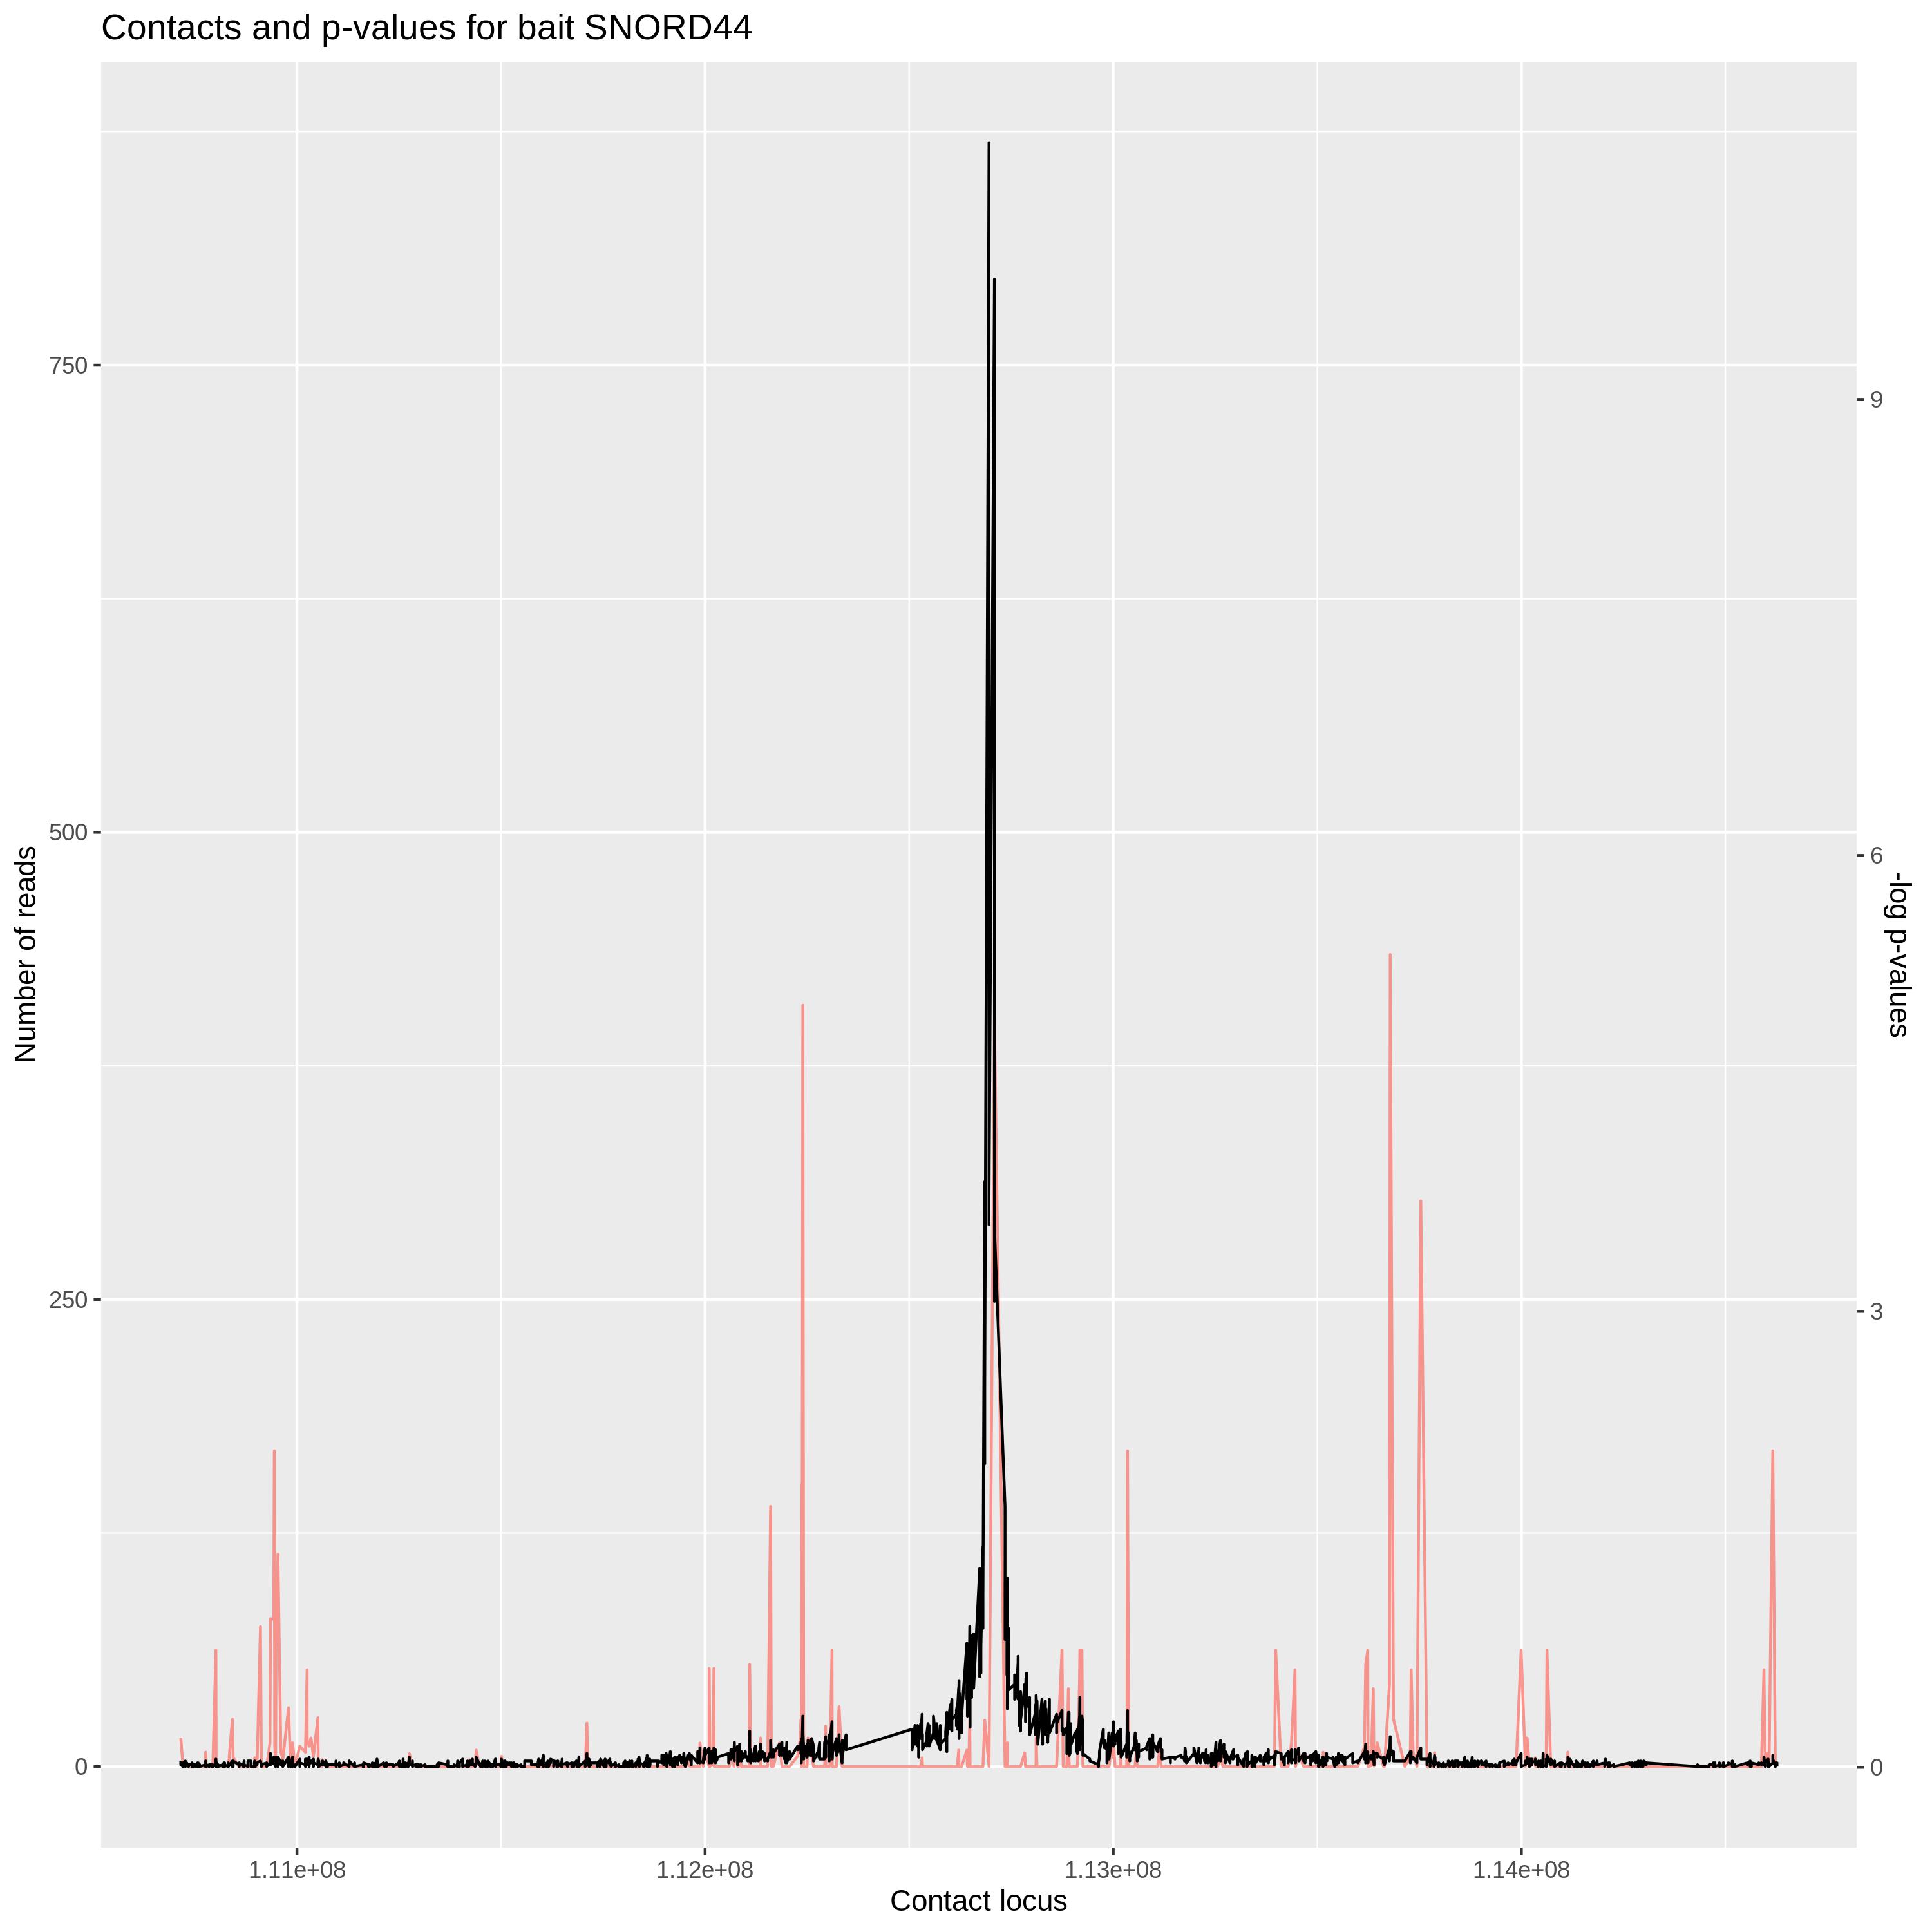 Contacts and p-values for bait SNORD44
750
500
250
0
Number of reads
9
6
3
0
-log p-values
1.11e+08
1.12e+08
1.13e+08
1.14e+08
Contact locus